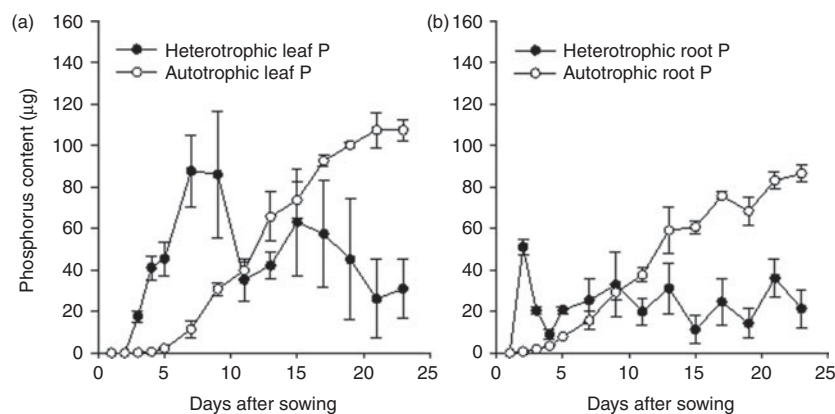 (a)
160
140
120
100
80
60
40
20
0
Phosphorus content (µg)
Heterotrophic leaf P
Autotrophic leaf P
0 5 10 15 20 25
Days after sowing
(b)
160
140
120
100
80
60
40
20
0
Heterotrophic root P
Autotrophic root P
0 5 10 15 20 25
Days after sowing